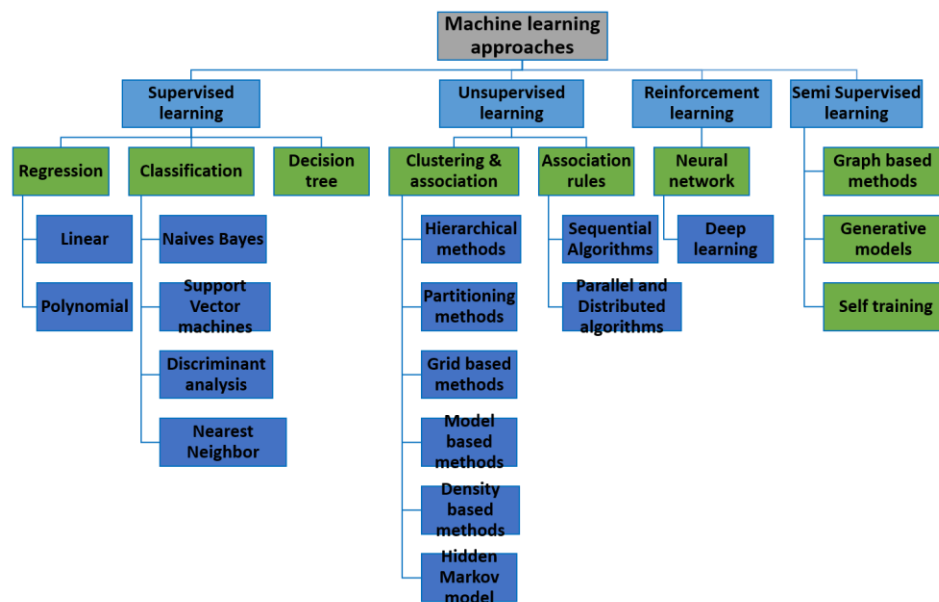 Machine learning
approaches
Supervised
learning
Unsupervised
learning
Reinforcement
learning
Semi Supervised
learning
Regression
Classification
Decision
tree
Clustering &
association
Association
rules
Neural
network
Graph based
methods
Linear
Naives Bayes
Hierarchical
methods
Sequential
Algorithms
Deep
learning
Generative
models
Polynomial
Support
Vector
machines
Partitioning
methods
Parallel and
Distributed
algorithms
Self training
Discriminant
analysis
Grid based
methods
Nearest
Neighbor
Model
based
methods
Density
based
methods
Hidden
Markov
model